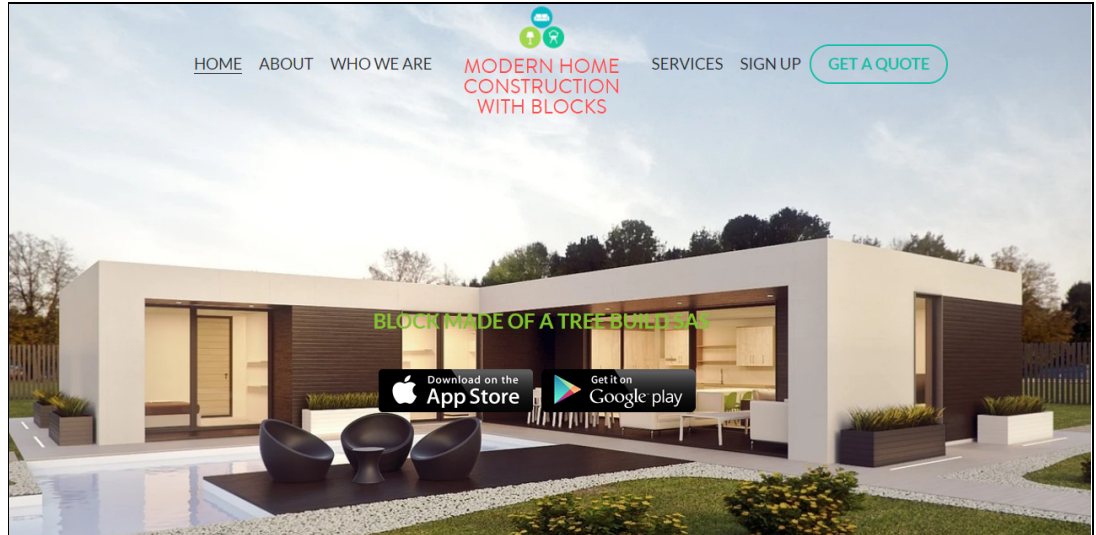 HOME ABOUT WHO WE ARE
MODERN HOME
CONSTRUCTION
WITH BLOCKS
SERVICES SIGN UP GET A QUOTE
BLOCK MADE OF A TREE BUILD SAS
Download on the
App Store
Get it on
Google play